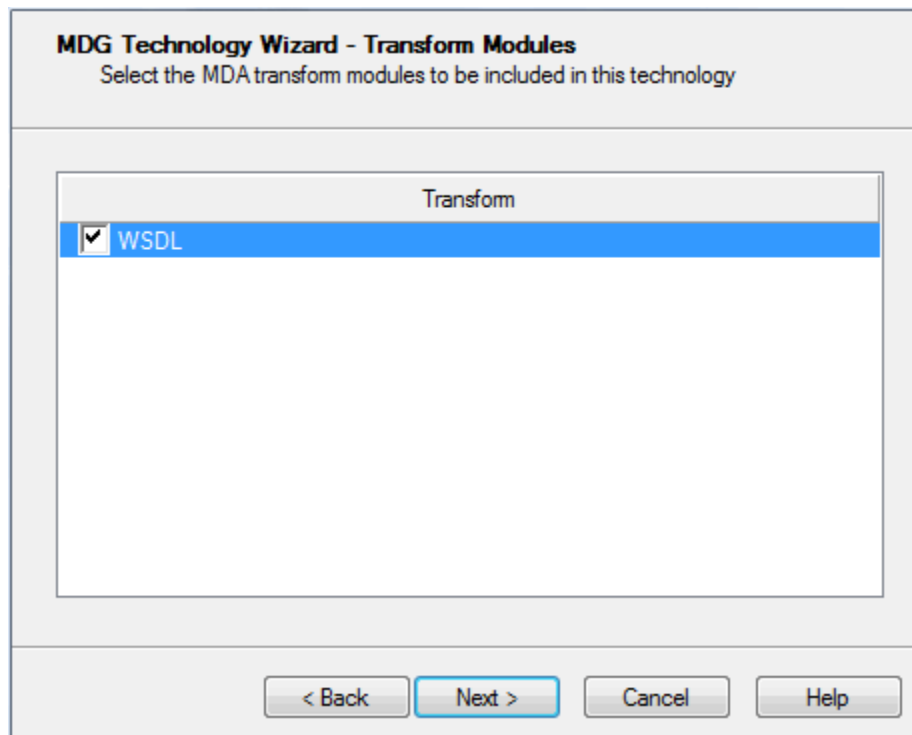 MDG Technology Wizard - Transform Modules
Select the MDA transform modules to be included in this technology
Transform
WSDL
< Back Next > Cancel Help